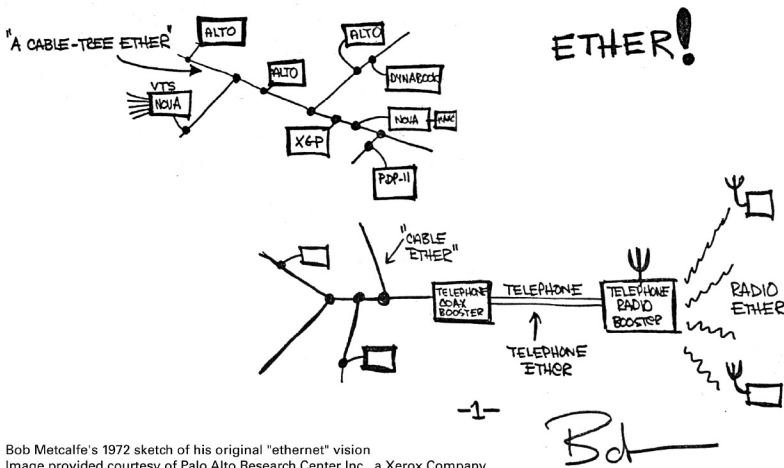 "A CABLE-TREE ETHER"
ALTO
ALTO
ETHER!
ALTO
DYNABOOK
VTS
NOVA
XGP
NOVA
PDP-11
"CABLE
ETHER"
TELEPHONE
COAX
BOOSTER
TELEPHONE
TELEPHONE
ETHER
TELEPHONE
RADIO
BOOSTER
RADIO
ETHER
-1-
Bob Metcalfe's 1972 sketch of his original "ethernet" vision
Image provided courtesy of Palo Alto Research Center Inc., a Xerox Company